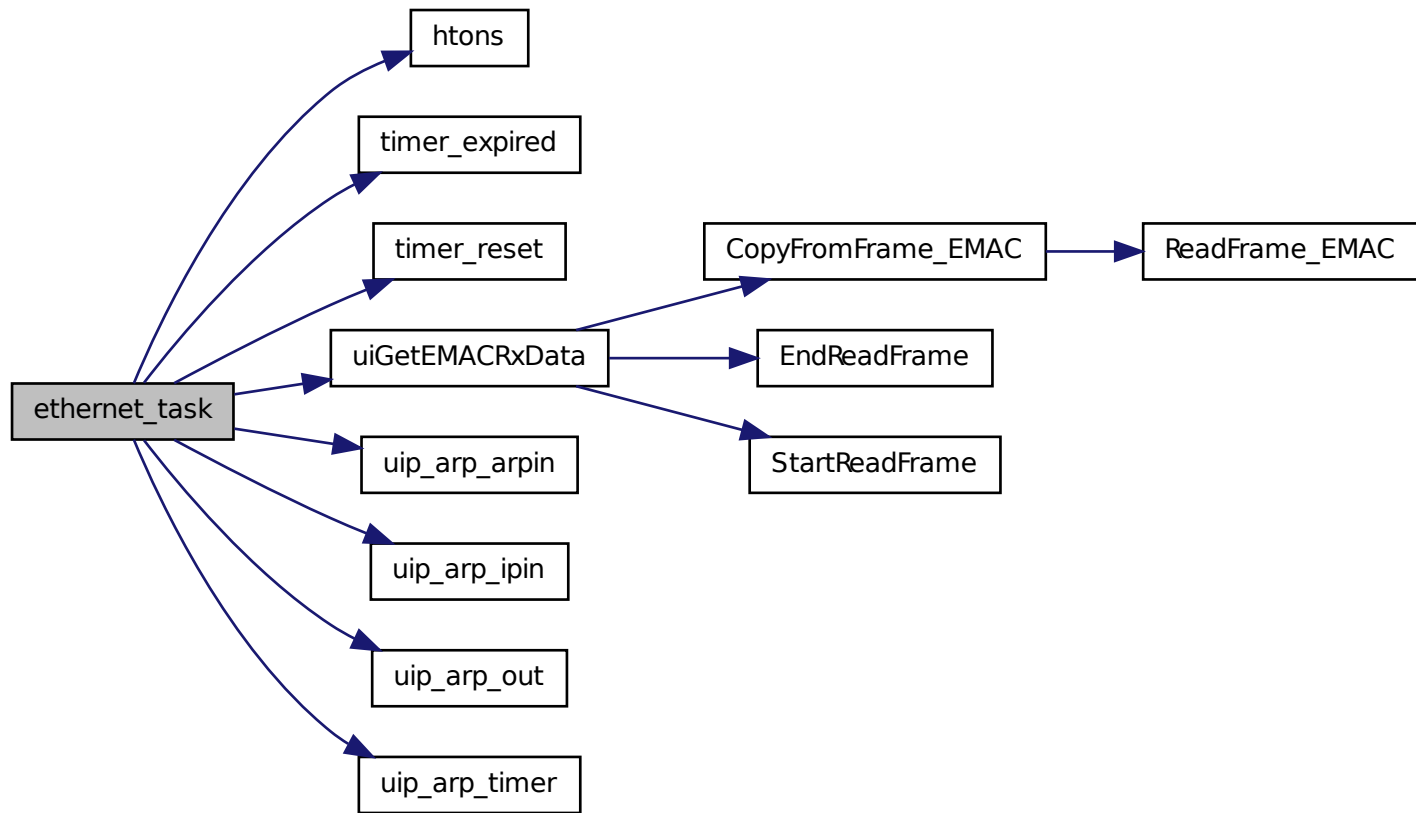 htons
timer_expired
timer_reset
CopyFromFrame_EMAC
ReadFrame_EMAC
uiGetEMACRxData
EndReadFrame
ethernet_task
uip_arp_arpin
StartReadFrame
uip_arp_ipin
uip_arp_out
uip_arp_timer